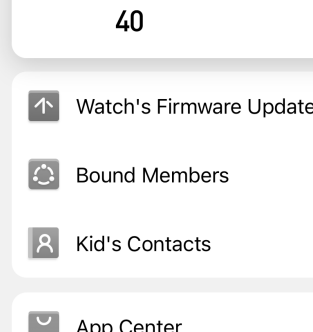 40
Watch's Firmware Update
Bound Members
Kid's Contacts
App Center